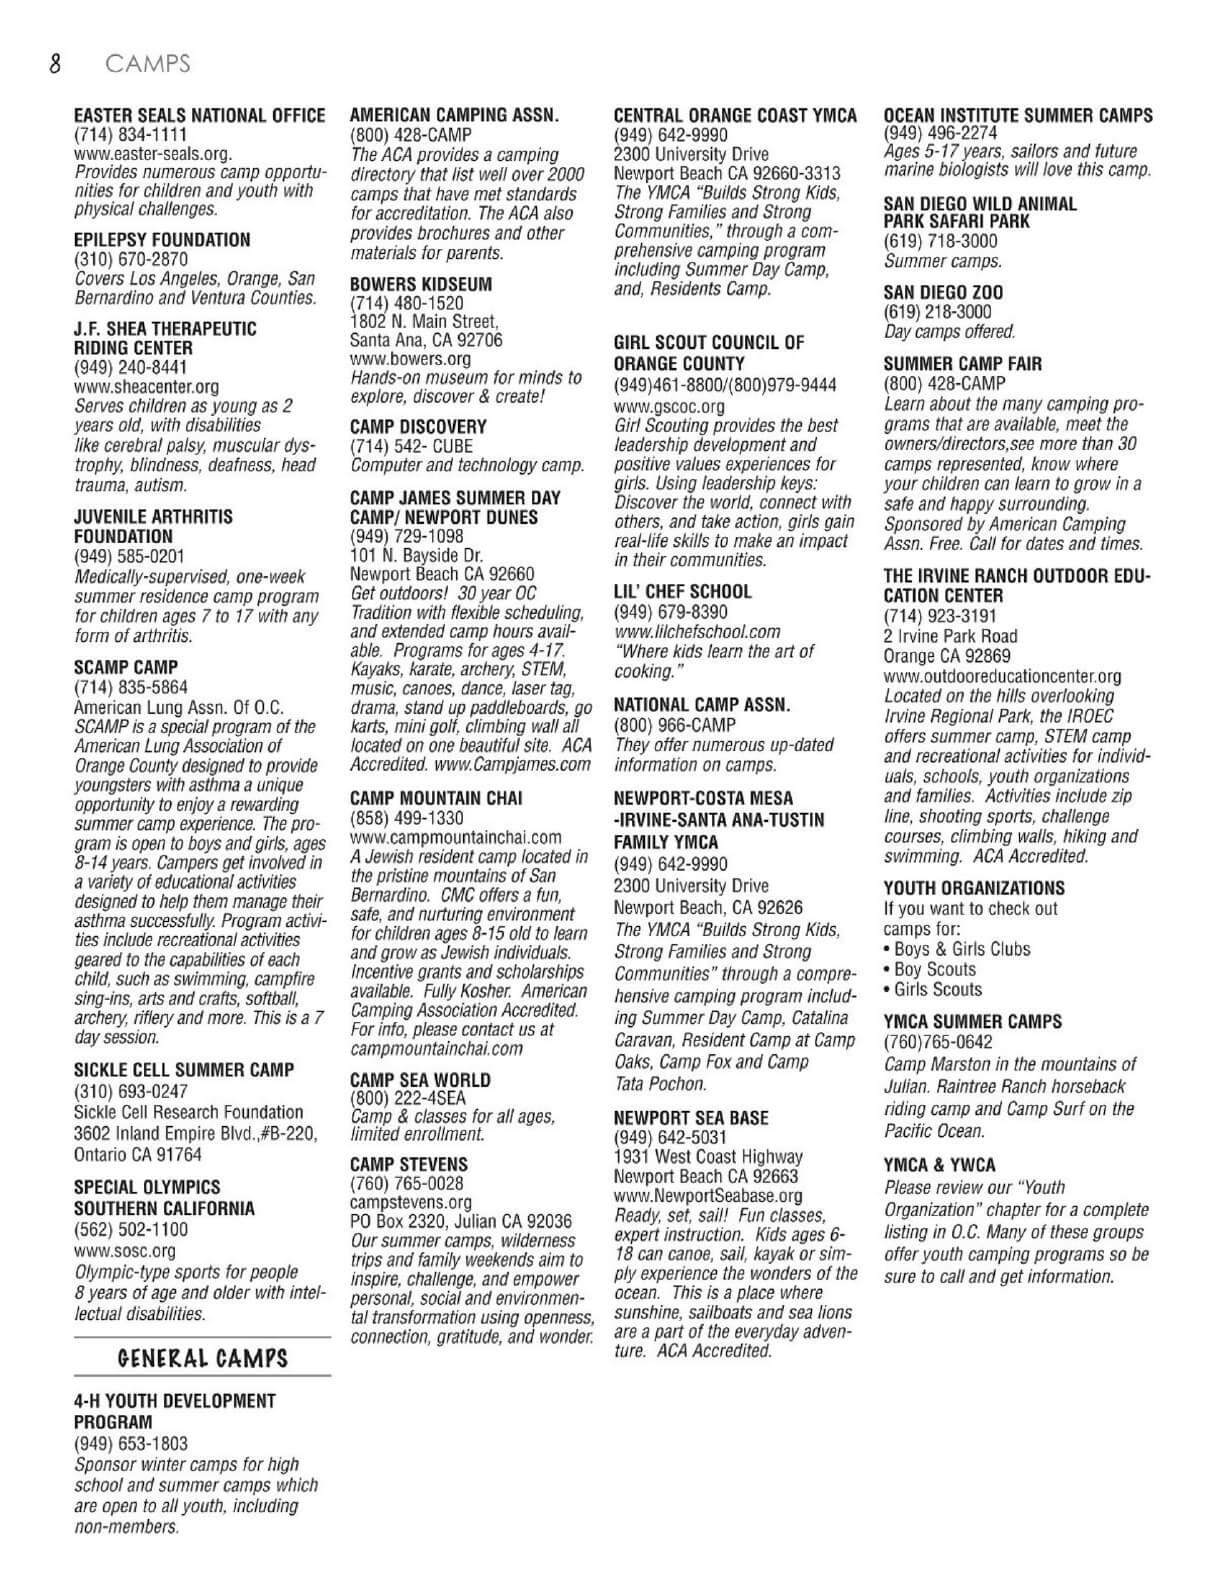 8 CAMPS
EASTER SEALS NATIONAL OFFICE
(714) 834-1111
www.easter-seals.org.
Provides numerous camp opportu-
nities for children and youth with
physical challenges.
EPILEPSY FOUNDATION
(310) 670-2870
Covers Los Angeles, Orange, San
Bernardino and Ventura Counties.
J.F. SHEA THERAPEUTIC
RIDING CENTER
(949) 240-8441
www.sheacenter.org
Serves children as young as 2
years old, with disabilities
like cerebral palsy, muscular dys-
trophy, blindness, deafness, head
trauma, autism.
JUVENILE ARTHRITIS
FOUNDATION
(949) 585-0201
Medically-supervised, one-week
summer residence camp program
for children ages 7 to 17 with any
form of arthritis.
SCAMP CAMP
(714) 835-5864
American Lung Assn. Of O.C.
SCAMP is a special program of the
American Lung Association of
Orange County designed to provide
youngsters with asthma a unique
opportunity to enjoy a rewarding
summer camp experience. The pro-
gram is open to boys and girls, ages
8-14 years. Campers get involved in
a variety of educational activities
designed to help them manage their
asthma successfully. Program activi-
ties include recreational activities
geared to the capabilities of each
child, such as swimming, campfire
sing-ins, arts and crafts, softball,
archery, riflery and more. This is a 7
day session.
SICKLE CELL SUMMER CAMP
(310) 693-0247
Sickle Cell Research Foundation
3602 Inland Empire Blvd.,#B-220,
Ontario CA 91764
SPECIAL OLYMPICS
SOUTHERN CALIFORNIA
(562) 502-1100
www.sosc.org
Olympic-type sports for people
8 years of age and older with intel-
lectual disabilities.
GENERAL CAMPS
4-H YOUTH DEVELOPMENT
PROGRAM
(949) 653-1803
Sponsor winter camps for high
school and summer camps which
are open to all youth, including
non-members.
AMERICAN CAMPING ASSN.
(800) 428-CAMP
The ACA provides a camping
directory that list well over 2000
camps that have met standards
for accreditation. The ACA also
provides brochures and other
materials for parents.
BOWERS KIDSEUM
(714) 480-1520
1802 N. Main Street,
Santa Ana, CA 92706
www.bowers.org
Hands-on museum for minds to
explore, discover & create!
CAMP DISCOVERY
(714) 542- CUBE
Computer and technology camp.
CAMP JAMES SUMMER DAY
CAMP/ NEWPORT DUNES
(949) 729-1098
101 N. Bayside Dr.
Newport Beach CA 92660
Get outdoors! 30 year OC
Tradition with flexible scheduling,
and extended camp hours avail-
able. Programs for ages 4-17.
Kayaks, karate, archery, STEM,
music, canoes, dance, laser tag,
drama, stand up paddleboards, go
karts, mini golf, climbing wall all
located on one beautiful site. ACA
Accredited. www.Campjames.com
CAMP MOUNTAIN CHAI
(858) 499-1330
www.campmountainchai.com
A Jewish resident camp located in
the pristine mountains of San
Bernardino. CMC offers a fun,
safe, and nurturing environment
for children ages 8-15 old to learn
and grow as Jewish individuals.
Incentive grants and scholarships
available. Fully Kosher. American
Camping Association Accredited.
For info, please contact us at
campmountainchai.com
CAMP SEA WORLD
(800) 222-4SEA
Camp & classes for all ages,
limited enrollment.
CAMP STEVENS
(760) 765-0028
campstevens.org
PO Box 2320, Julian CA 92036
Our summer camps, wilderness
trips and family weekends aim to
inspire, challenge, and empower
personal, social and environmen-
tal transformation using openness,
connection, gratitude, and wonder.
CENTRAL ORANGE COAST YMCA
(949) 642-9990
2300 University Drive
Newport Beach CA 92660-3313
The YMCA “Builds Strong Kids,
Strong Families and Strong
Communities,” through a com-
prehensive camping program
including Summer Day Camp,
and, Residents Camp.
GIRL SCOUT COUNCIL OF
ORANGE COUNTY
(949)461-8800/(800)979-9444
www.gscoc.org
Girl Scouting provides the best
leadership development and
positive values experiences for
girls. Using leadership keys:
Discover the world, connect with
others, and take action, girls gain
real-life skills to make an impact
in their communities.
LIL’ CHEF SCHOOL
(949) 679-8390
www.lilchefschool.com
“Where kids learn the art of
cooking.”
NATIONAL CAMP ASSN.
(800) 966-CAMP
They offer numerous up-dated
information on camps.
NEWPORT-COSTA MESA
-IRVINE-SANTA ANA-TUSTIN
FAMILY YMCA
(949) 642-9990
2300 University Drive
Newport Beach, CA 92626
The YMCA “Builds Strong Kids,
Strong Families and Strong
Communities” through a compre-
hensive camping program includ-
ing Summer Day Camp, Catalina
Caravan, Resident Camp at Camp
Oaks, Camp Fox and Camp
Tata Pochon.
NEWPORT SEA BASE
(949) 642-5031
1931 West Coast Highway
Newport Beach CA 92663
www.NewportSeabase.org
Ready, set, sail! Fun classes,
expert instruction. Kids ages 6-
18 can canoe, sail, kayak or sim-
ply experience the wonders of the
ocean. This is a place where
sunshine, sailboats and sea lions
are a part of the everyday adven-
ture. ACA Accredited.
OCEAN INSTITUTE SUMMER CAMPS
(949) 496-2274
Ages 5-17 years, sailors and future
marine biologists will love this camp.
SAN DIEGO WILD ANIMAL
PARK SAFARI PARK
(619) 718-3000
Summer camps.
SAN DIEGO ZOO
(619) 218-3000
Day camps offered.
SUMMER CAMP FAIR
(800) 428-CAMP
Learn about the many camping pro-
grams that are available, meet the
owners/directors,see more than 30
camps represented, know where
your children can learn to grow in a
safe and happy surrounding.
Sponsored by American Camping
Assn. Free. Call for dates and times.
THE IRVINE RANCH OUTDOOR EDU-
CATION CENTER
(714) 923-3191
2 Irvine Park Road
Orange CA 92869
www.outdooreducationcenter.org
Located on the hills overlooking
Irvine Regional Park, the IROEC
offers summer camp, STEM camp
and recreational activities for individ-
uals, schools, youth organizations
and families. Activities include zip
line, shooting sports, challenge
courses, climbing walls, hiking and
swimming. ACA Accredited.
YOUTH ORGANIZATIONS
If you want to check out
camps for:
• Boys & Girls Clubs
• Boy Scouts
• Girls Scouts
YMCA SUMMER CAMPS
(760)765-0642
Camp Marston in the mountains of
Julian. Raintree Ranch horseback
riding camp and Camp Surf on the
Pacific Ocean.
YMCA & YWCA
Please review our “Youth
Organization” chapter for a complete
listing in O.C. Many of these groups
offer youth camping programs so be
sure to call and get information.